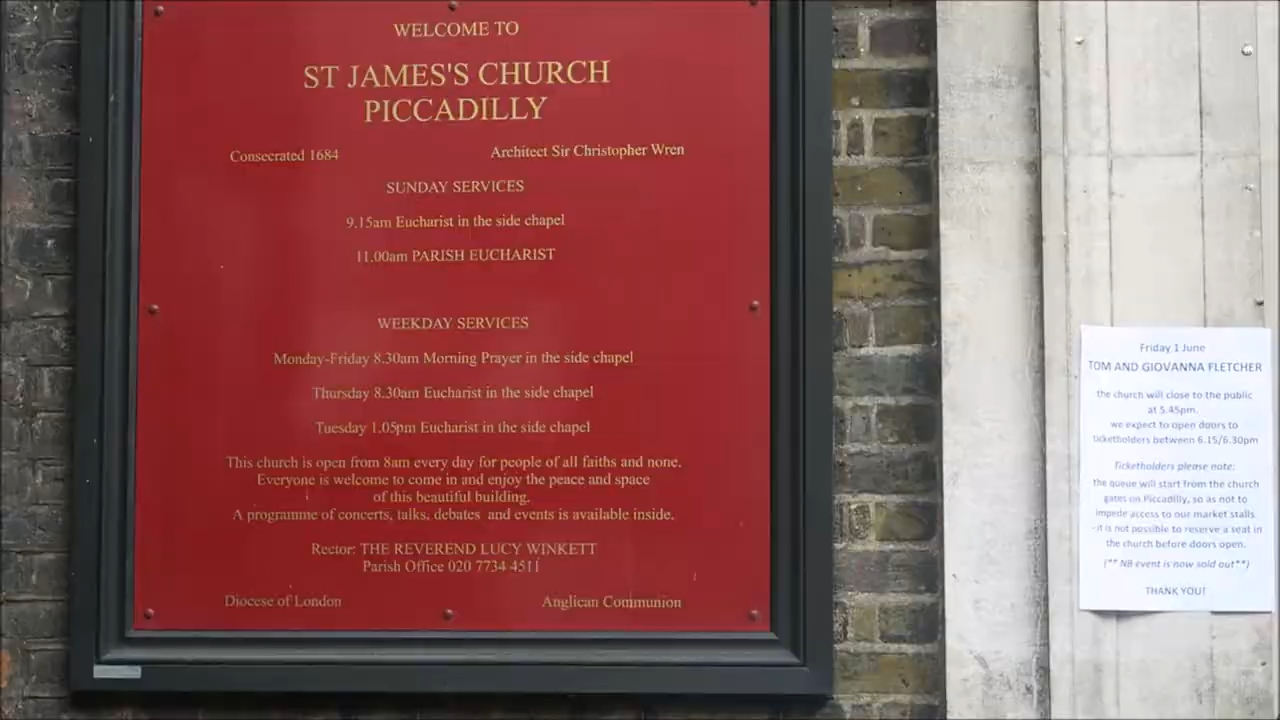 WELCOME TO
ST JAMES'S CHURCH
PICCADILLY
Consecrated 1684
Architect Sir Christopher Wren
SUNDAY SERVICES
9.15am Eucharist in the side chapel
11.00am PARISH EUCHARIST
WEEKDAY SERVICES
Monday-Friday 8.30am Morning Prayer in the side chapel
Thursday 8.30am Eucharist in the side chapel
Tuesday 1.05pm Eucharist in the side chapel
This church is open from 8am every day for people of all faiths and none.
Everyone is welcome to come in and enjoy the peace and space
of this beautiful building.
A programme of concerts, talks, debates and events is available inside.
Rector: THE REVEREND LUCY WINKETT
Parish Office 020 7734 4511
Diocese of London
Anglican Communion
Friday 1 June
TOM AND GIOVANNA FLETCHER
the church will close to the public
at 5.45pm.
we expect to open doors to
ticketholders between 6.15/6.30pm
Ticketholders please note:
the queue will start from the church
gates on Piccadilly, so as not to
impede access to our market stalls
- it is not possible to reserve a seat in
the church before doors open.
(** NB event is now sold out**)
THANK YOU!